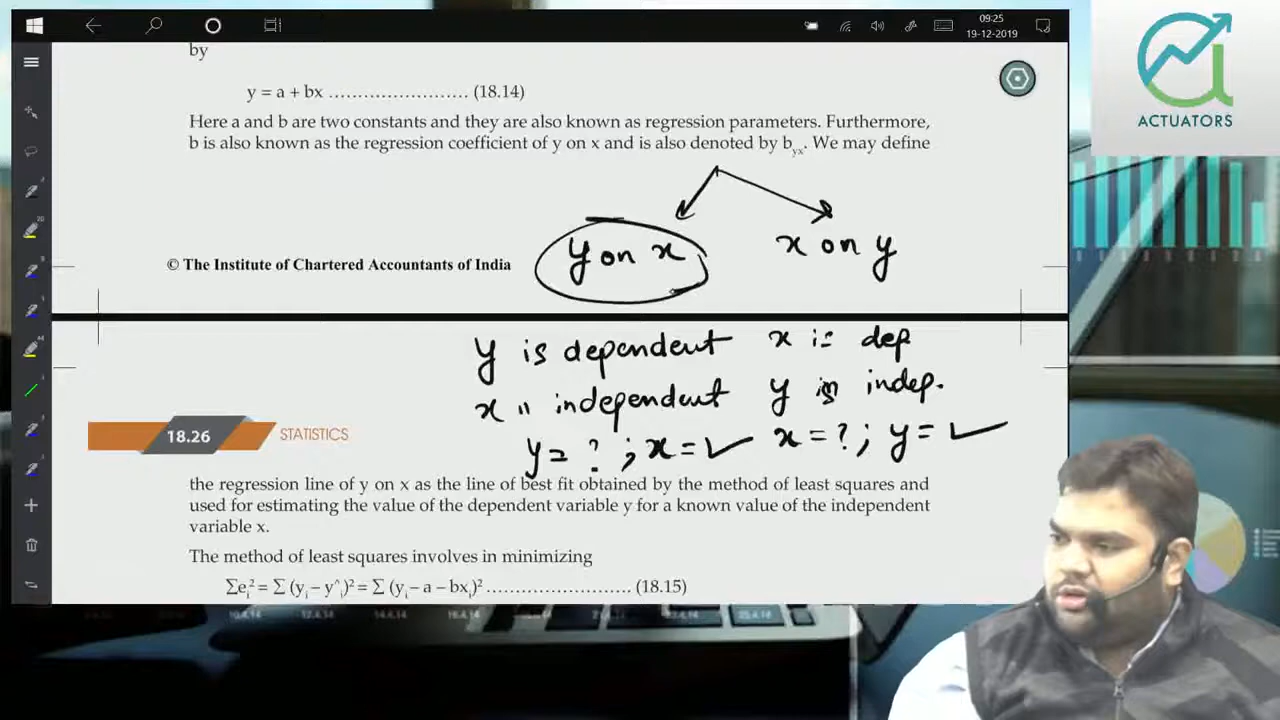 09:25
19-12-2019
ACTUATORS
by
y = a + bx ........................ (18.14)
Here a and b are two constants and they are also known as regression parameters. Furthermore,
b is also known as the regression coefficient of y on x and is also denoted by byx. We may define
y on x
x on y
© The Institute of Chartered Accountants of India
y is dependent x is dep
x " independent y is indep.
y = ? ; x = ✓ x = ? ; y = ✓
18.26 STATISTICS
the regression line of y on x as the line of best fit obtained by the method of least squares and
used for estimating the value of the dependent variable y for a known value of the independent
variable x.
The method of least squares involves in minimizing
Σei² = Σ (yi – y^i)² = Σ (yi – a – bxi)² ......................... (18.15)